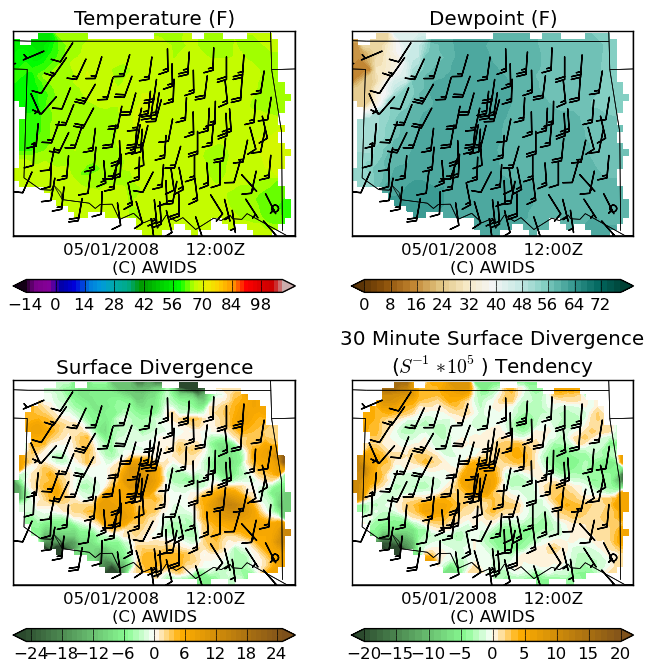 Temperature (F)
Dewpoint (F)
05/01/2008 12:00Z
(C) AWIDS
05/01/2008 12:00Z
(C) AWIDS
−14 0 14 28 42 56 70 84 98
0 8 16 24 32 40 48 56 64 72
Surface Divergence
30 Minute Surface Divergence
(S⁻¹ *10⁵ ) Tendency
05/01/2008 12:00Z
(C) AWIDS
05/01/2008 12:00Z
(C) AWIDS
−24 −18 −12 −6 0 6 12 18 24
−20 −15 −10 −5 0 5 10 15 20